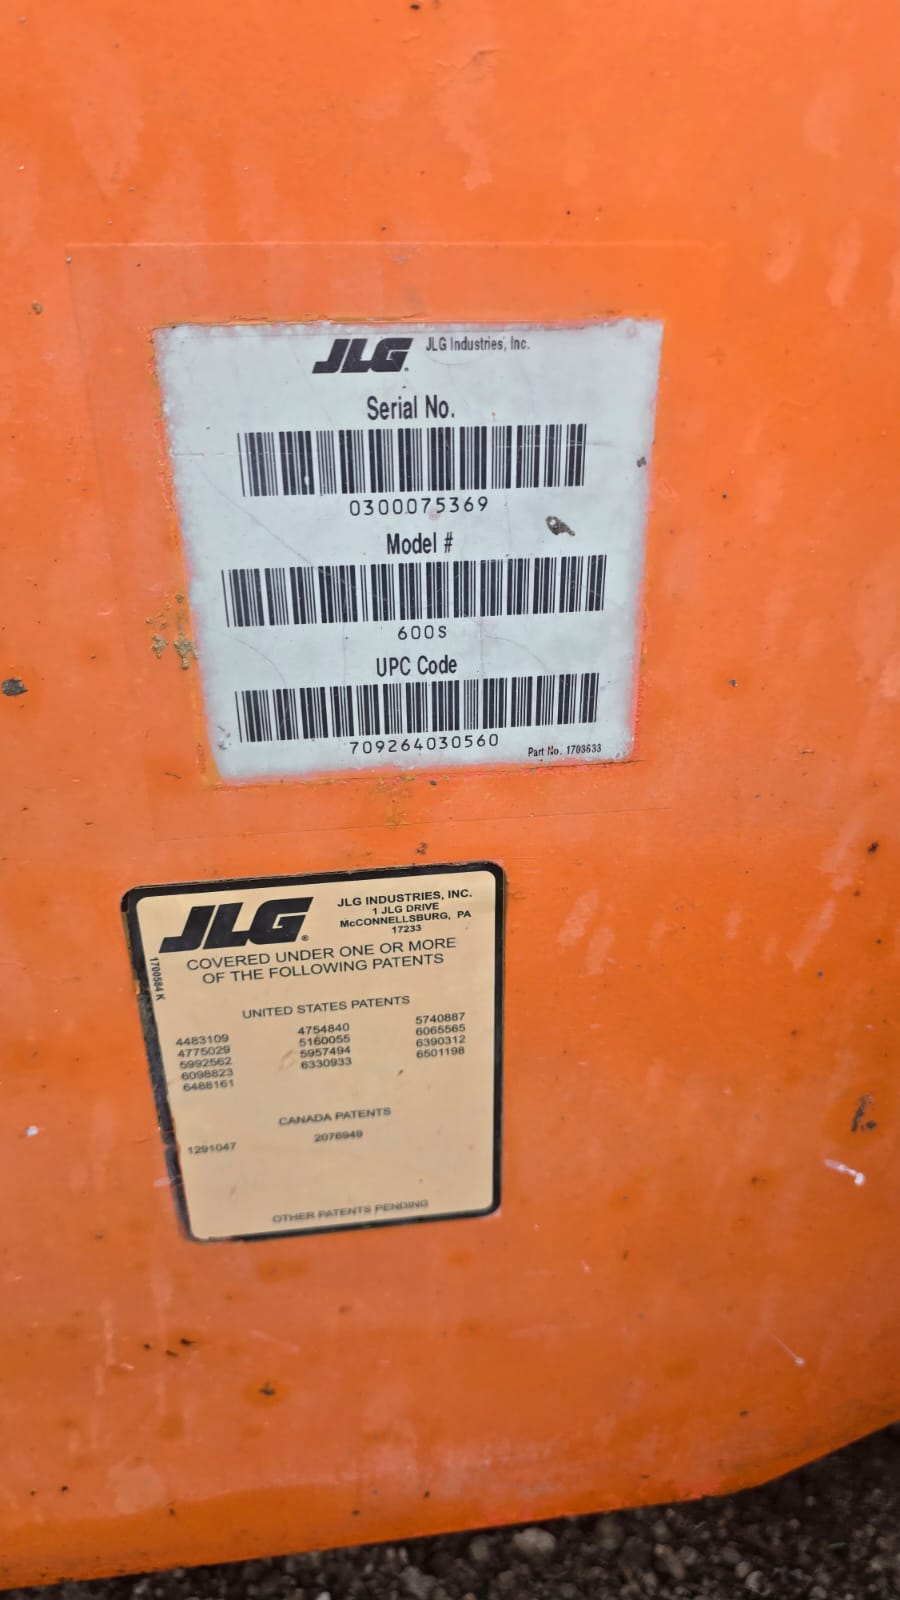 JLG JLG Industries, Inc.
Serial No.
0300075369
Model #
600S
UPC Code
709264030560
Part No. 1703633
JLG
JLG INDUSTRIES, INC.
1 JLG DRIVE
McCONNELLSBURG, PA
17233
COVERED UNDER ONE OR MORE
OF THE FOLLOWING PATENTS
1700584 K
UNITED STATES PATENTS
4483109 4754840 5740887
4775029 5160055 6065565
5992562 5957494 6390312
6098823 6330933 6501198
6488161
CANADA PATENTS
1291047 2076949
OTHER PATENTS PENDING